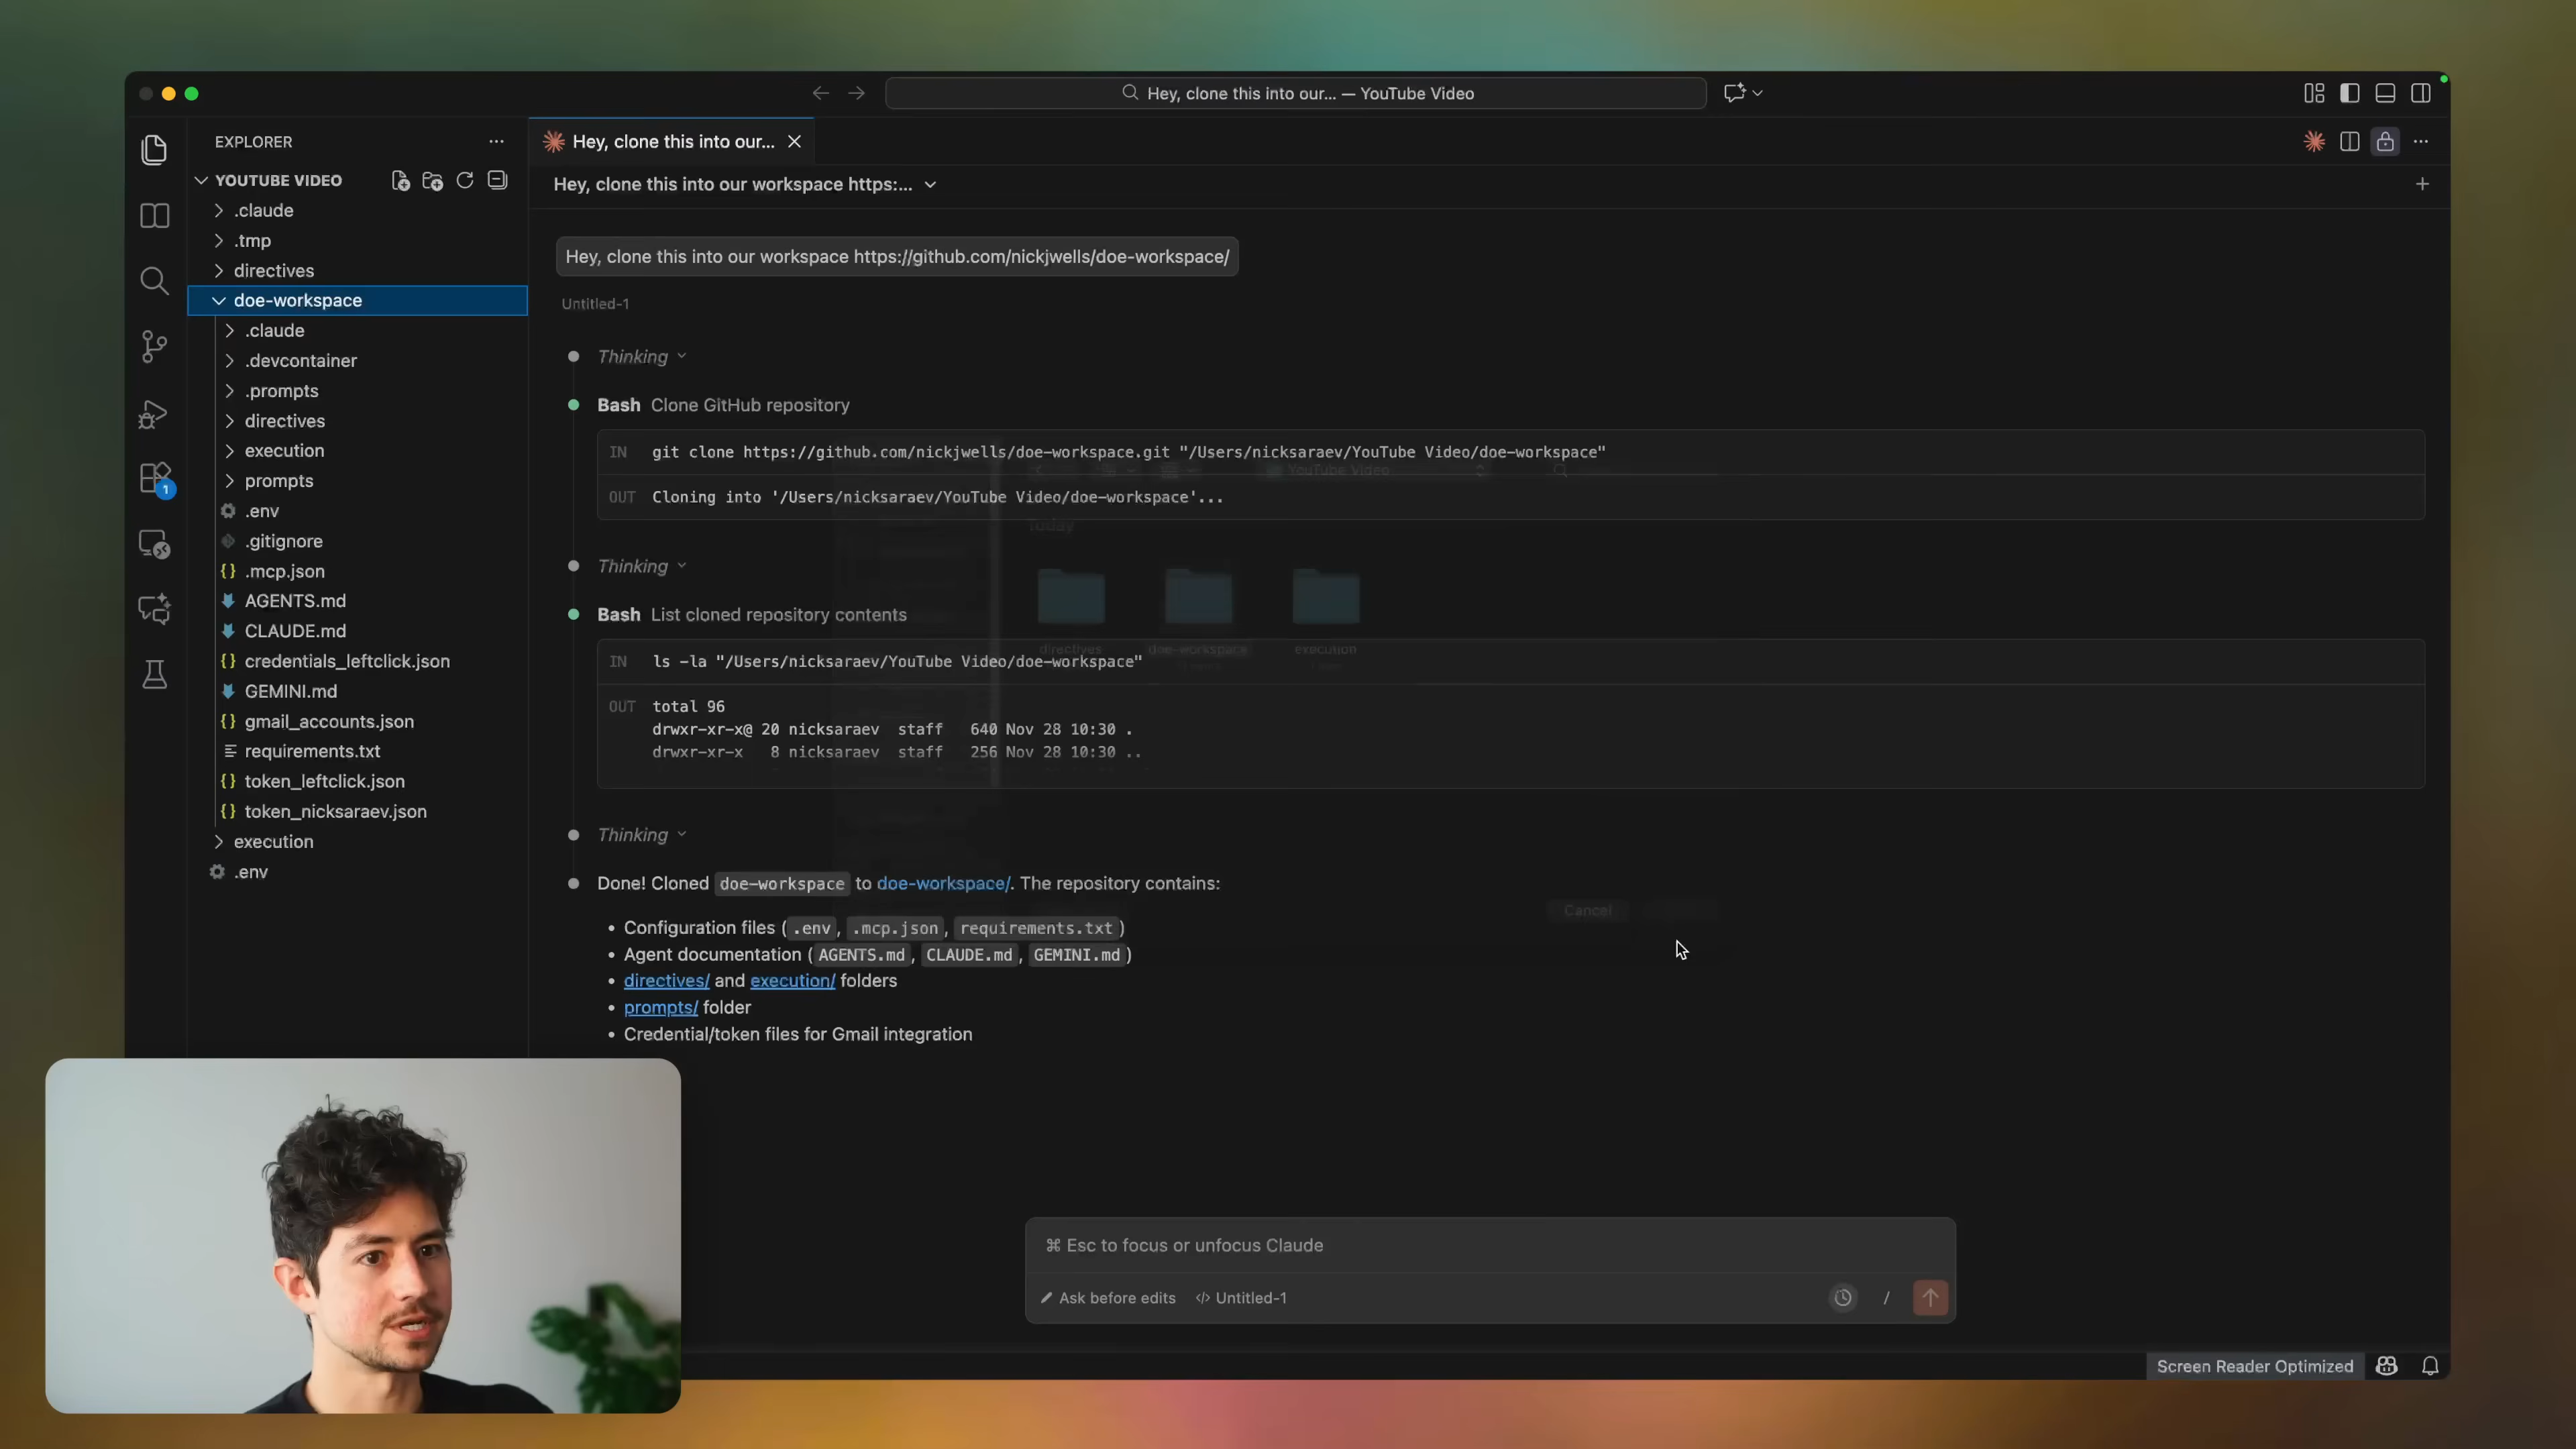 Hey, clone this into our... — YouTube Video
EXPLORER
Hey, clone this into our...
YOUTUBE VIDEO
Hey, clone this into our workspace https:...
.claude
.tmp
directives
doe-workspace
.claude
.devcontainer
.prompts
directives
execution
prompts
.env
.gitignore
.mcp.json
AGENTS.md
CLAUDE.md
credentials_leftclick.json
GEMINI.md
gmail_accounts.json
requirements.txt
token_leftclick.json
token_nicksaraev.json
execution
.env
1
Hey, clone this into our workspace https://github.com/nickjwells/doe-workspace/
Untitled-1
Thinking
Bash Clone GitHub repository
IN git clone https://github.com/nickjwells/doe-workspace.git "/Users/nicksaraev/YouTube Video/doe-workspace"
YouTube Video
OUT Cloning into '/Users/nicksaraev/YouTube Video/doe-workspace'...
Today
Thinking
Bash List cloned repository contents
directives doe-workspace execution
IN ls -la "/Users/nicksaraev/YouTube Video/doe-workspace"
OUT total 96
drwxr-xr-x@ 20 nicksaraev staff 640 Nov 28 10:30 .
drwxr-xr-x 8 nicksaraev staff 256 Nov 28 10:30 ..
Thinking
Done! Cloned doe-workspace to doe-workspace/. The repository contains:
• Configuration files (.env, .mcp.json, requirements.txt)
Cancel
• Agent documentation (AGENTS.md, CLAUDE.md, GEMINI.md)
• directives/ and execution/ folders
• prompts/ folder
• Credential/token files for Gmail integration
⌘ Esc to focus or unfocus Claude
Ask before edits </> Untitled-1 /
Screen Reader Optimized